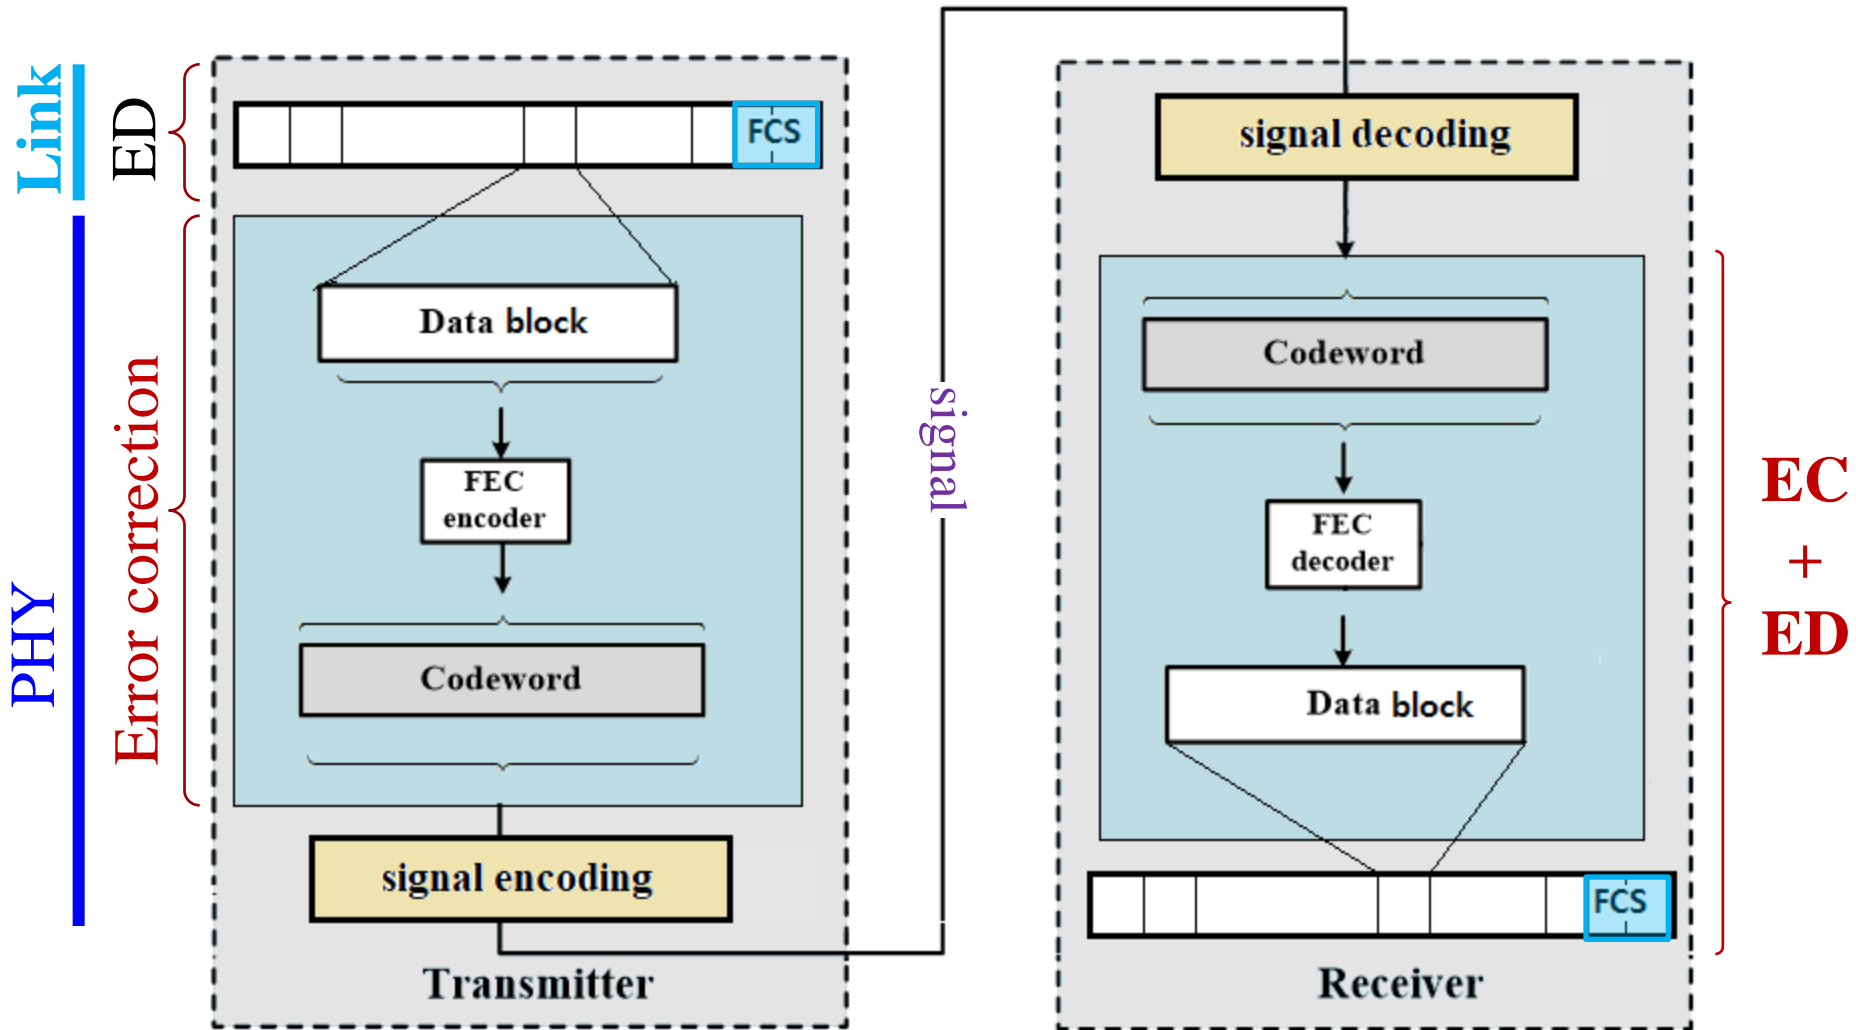 Link
ED
PHY
Error correction
FCS
Data block
FEC
encoder
Codeword
signal encoding
Transmitter
signal
signal decoding
Codeword
FEC
decoder
Data block
FCS
Receiver
EC
+
ED